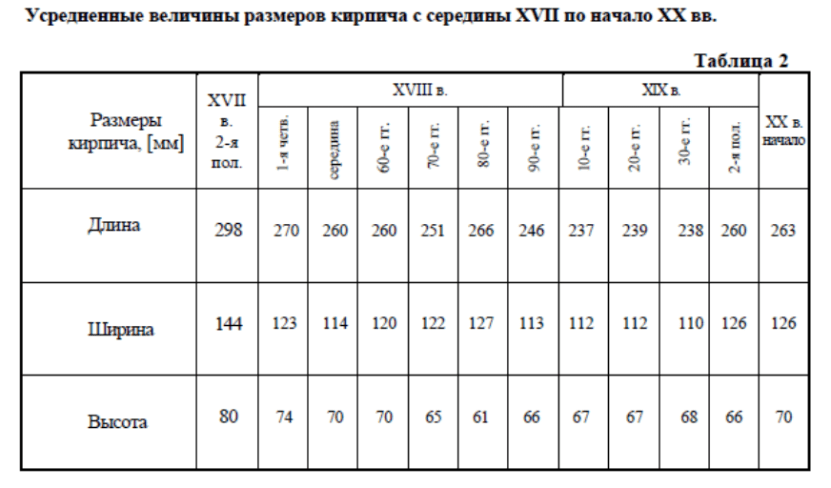 Усредненные величины размеров кирпича с середины XVII по начало XX вв.
Таблица 2
Размеры кирпича, [мм] XVII в. 2-я пол. XVIII в. XIX в. XX в. начало
1-я четв. середина 60-е гг. 70-е гг. 80-е гг. 90-е гг. 10-е гг. 20-е гг. 30-е гг. 2-я пол.
Длина 298 270 260 260 251 266 246 237 239 238 260 263
Ширина 144 123 114 120 122 127 113 112 112 110 126 126
Высота 80 74 70 70 65 61 66 67 67 68 66 70